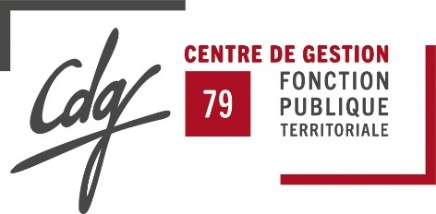 Cdg
CENTRE DE GESTION
79
FONCTION
PUBLIQUE
TERRITORIALE